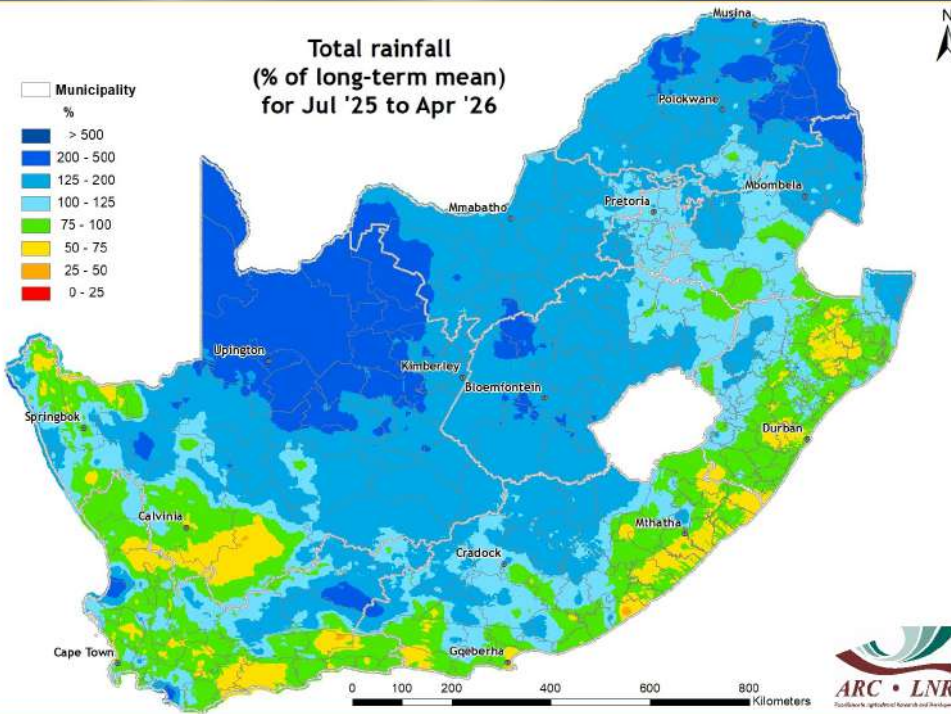 Total rainfall
(% of long-term mean)
for Jul '25 to Apr '26
N
Municipality
%
> 500
200 - 500
125 - 200
100 - 125
75 - 100
50 - 75
25 - 50
0 - 25
Musina
Polokwane
Mbombela
Pretoria
Mmabatho
Upington
Kimberley
Bloemfontein
Springbok
Durban
Calvinia
Mthatha
Cradock
Cape Town
Gqeberha
0 100 200 400 600 800
Kilometers
ARC • LNR